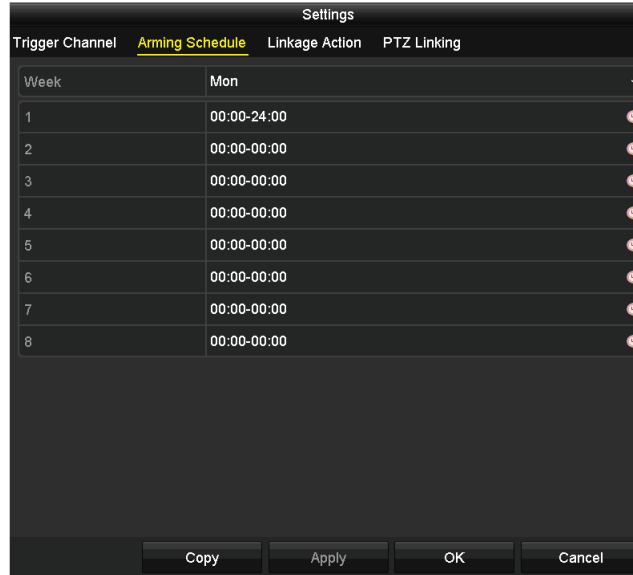 Settings
Trigger Channel Arming Schedule Linkage Action PTZ Linking
Week Mon
1 00:00-24:00
2 00:00-00:00
3 00:00-00:00
4 00:00-00:00
5 00:00-00:00
6 00:00-00:00
7 00:00-00:00
8 00:00-00:00
Copy Apply OK Cancel